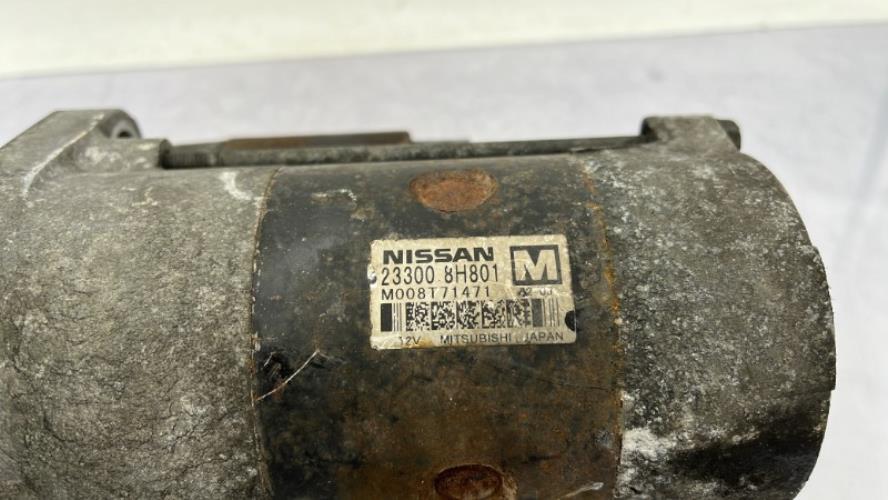 NISSAN
23300 8H801 M
M008T71471
12V MITSUBISHI JAPAN